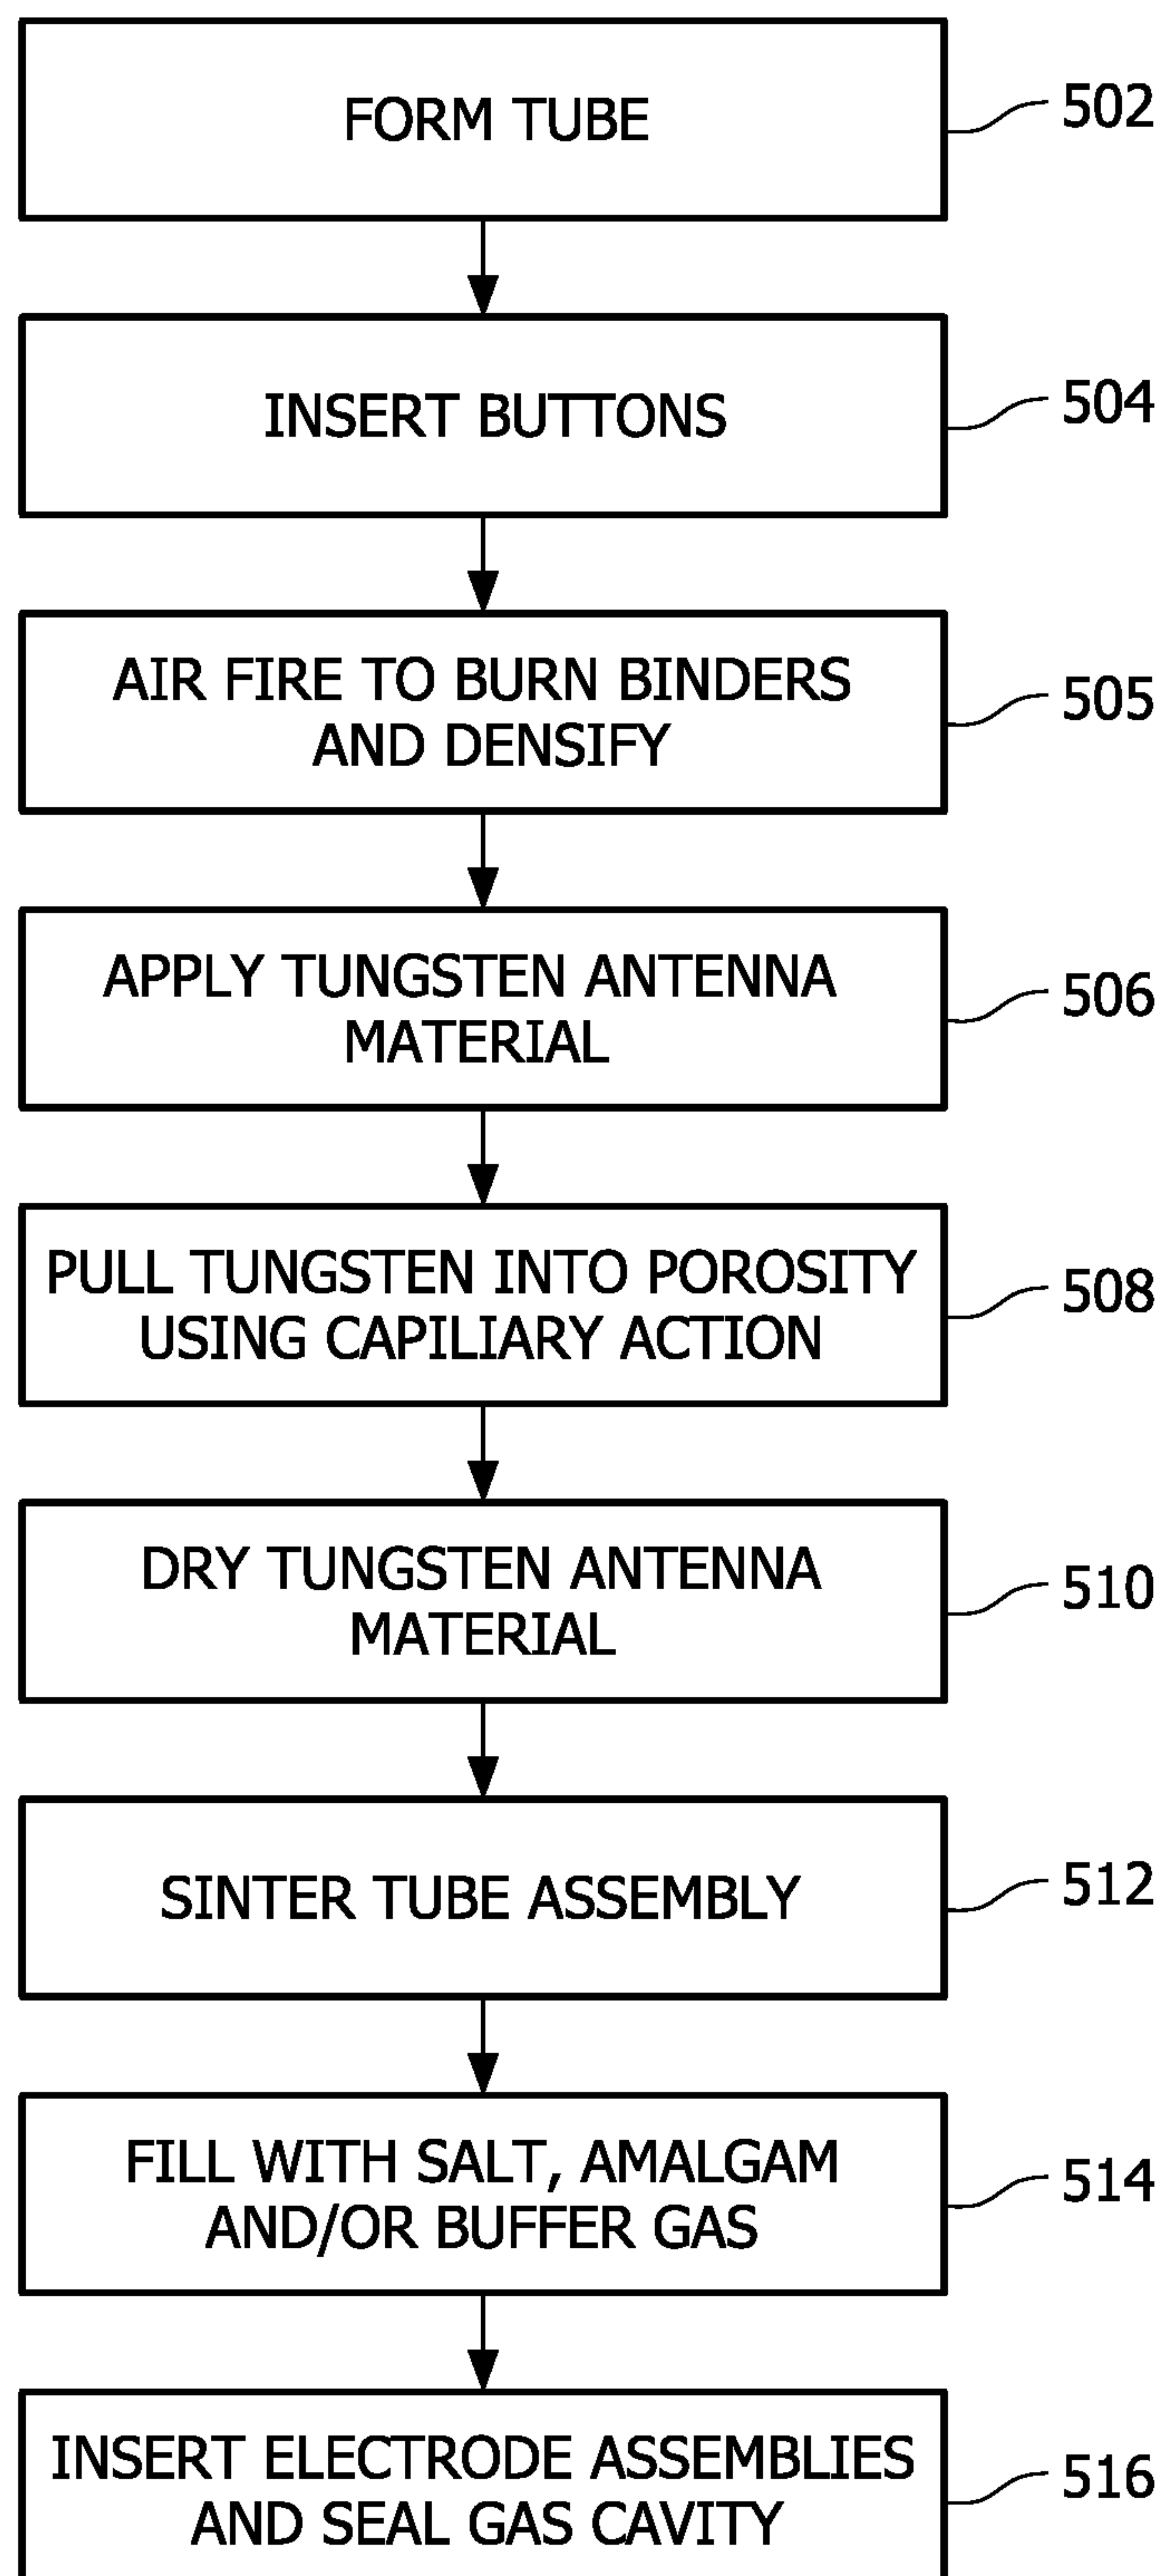 FORM TUBE
502
INSERT BUTTONS
504
AIR FIRE TO BURN BINDERS
AND DENSIFY
505
APPLY TUNGSTEN ANTENNA
MATERIAL
506
PULL TUNGSTEN INTO POROSITY
USING CAPILIARY ACTION
508
DRY TUNGSTEN ANTENNA
MATERIAL
510
SINTER TUBE ASSEMBLY
512
FILL WITH SALT, AMALGAM
AND/OR BUFFER GAS
514
INSERT ELECTRODE ASSEMBLIES
AND SEAL GAS CAVITY
516